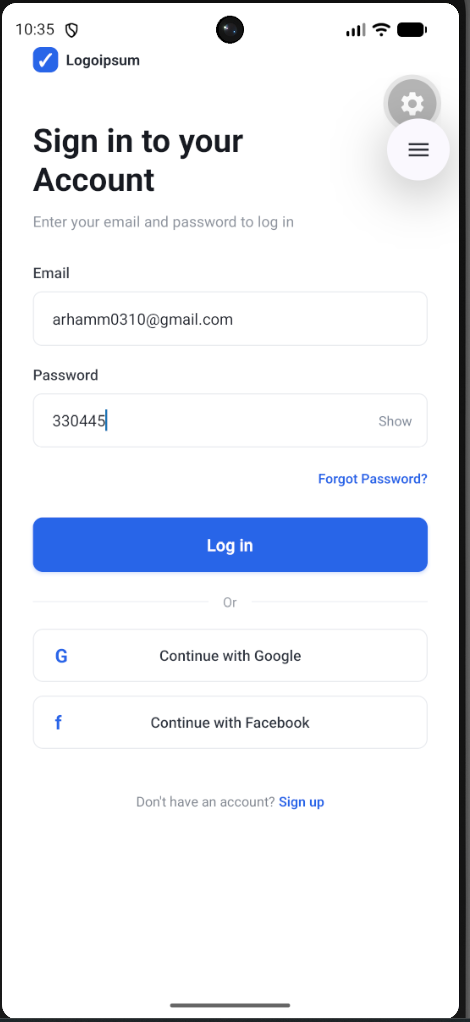 10:35
Logoipsum
Sign in to your
Account
Enter your email and password to log in
Email
arhamm0310@gmail.com
Password
330445
Show
Forgot Password?
Log in
Or
G Continue with Google
f Continue with Facebook
Don't have an account? Sign up